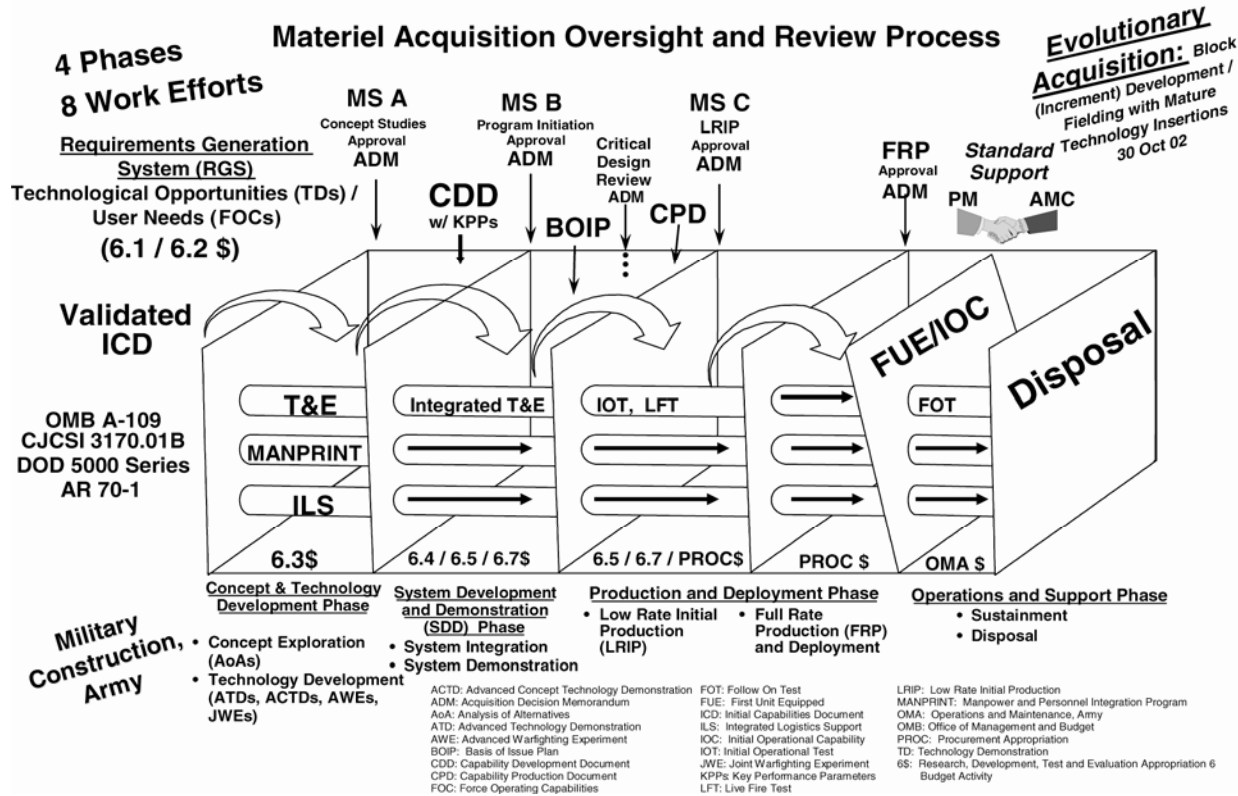 Materiel Acquisition Oversight and Review Process
4 Phases
8 Work Efforts
Evolutionary
Acquisition: Block
(Increment) Development /
Fielding with Mature
Technology Insertions
30 Oct 02
Requirements Generation
System (RGS)
Technological Opportunities (TDs) /
User Needs (FOCs)
(6.1 / 6.2 $)
MS A
Concept Studies
Approval
ADM
CDD
w/ KPPs
MS B
Program Initiation
Approval
ADM
BOIP
Critical
Design
Review
ADM
CPD
MS C
LRIP
Approval
ADM
FRP
Approval
ADM
Standard
Support
PM
AMC
Validated
ICD
OMB A-109
CJCSI 3170.01B
DOD 5000 Series
AR 70-1
T&E
MANPRINT
ILS
Integrated T&E
IOT, LFT
FOT
FUE/IOC
Disposal
6.3$
6.4 / 6.5 / 6.7$
6.5 / 6.7 / PROC$
PROC $
OMA $
Concept & Technology
Development Phase
• Concept Exploration
(AoAs)
• Technology Development
(ATDs, ACTDs, AWEs,
JWEs)
System Development
and Demonstration
(SDD) Phase
• System Integration
• System Demonstration
Production and Deployment Phase
• Low Rate Initial
Production
(LRIP)
• Full Rate
Production (FRP)
and Deployment
Operations and Support Phase
• Sustainment
• Disposal
Military
Construction,
Army
ACTD: Advanced Concept Technology Demonstration
ADM: Acquisition Decision Memorandum
AoA: Analysis of Alternatives
ATD: Advanced Technology Demonstration
AWE: Advanced Warfighting Experiment
BOIP: Basis of Issue Plan
CDD: Capability Development Document
CPD: Capability Production Document
FOC: Force Operating Capabilities
FOT: Follow On Test
FUE: First Unit Equipped
ICD: Initial Capabilities Document
ILS: Integrated Logistics Support
IOC: Initial Operational Capability
IOT: Initial Operational Test
JWE: Joint Warfighting Experiment
KPPs: Key Performance Parameters
LFT: Live Fire Test
LRIP: Low Rate Initial Production
MANPRINT: Manpower and Personnel Integration Program
OMA: Operations and Maintenance, Army
OMB: Office of Management and Budget
PROC: Procurement Appropriation
TD: Technology Demonstration
6$: Research, Development, Test and Evaluation Appropriation 6
Budget Activity